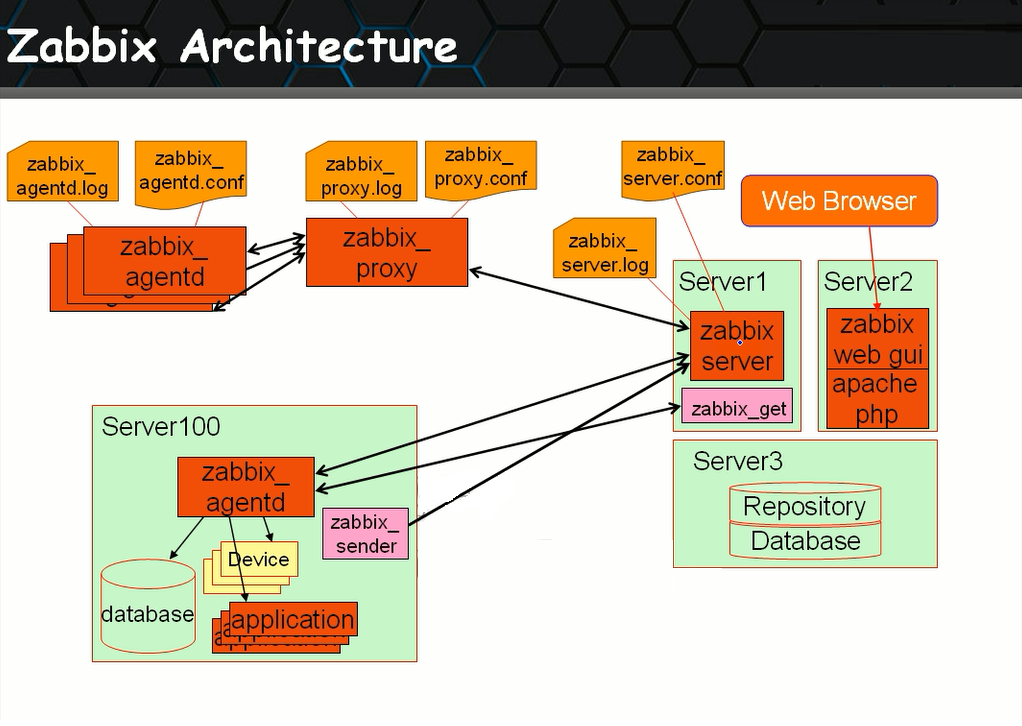 Zabbix Architecture
zabbix_
agentd.log
zabbix_
agentd.conf
zabbix_
proxy.log
zabbix_
proxy.conf
zabbix_
server.conf
Web Browser
zabbix_
agentd
zabbix_
proxy
zabbix_
server.log
Server1
zabbix
server
zabbix_get
Server2
zabbix
web gui
apache
php
Server3
Repository
Database
Server100
zabbix_
agentd
zabbix_
sender
Device
database
application